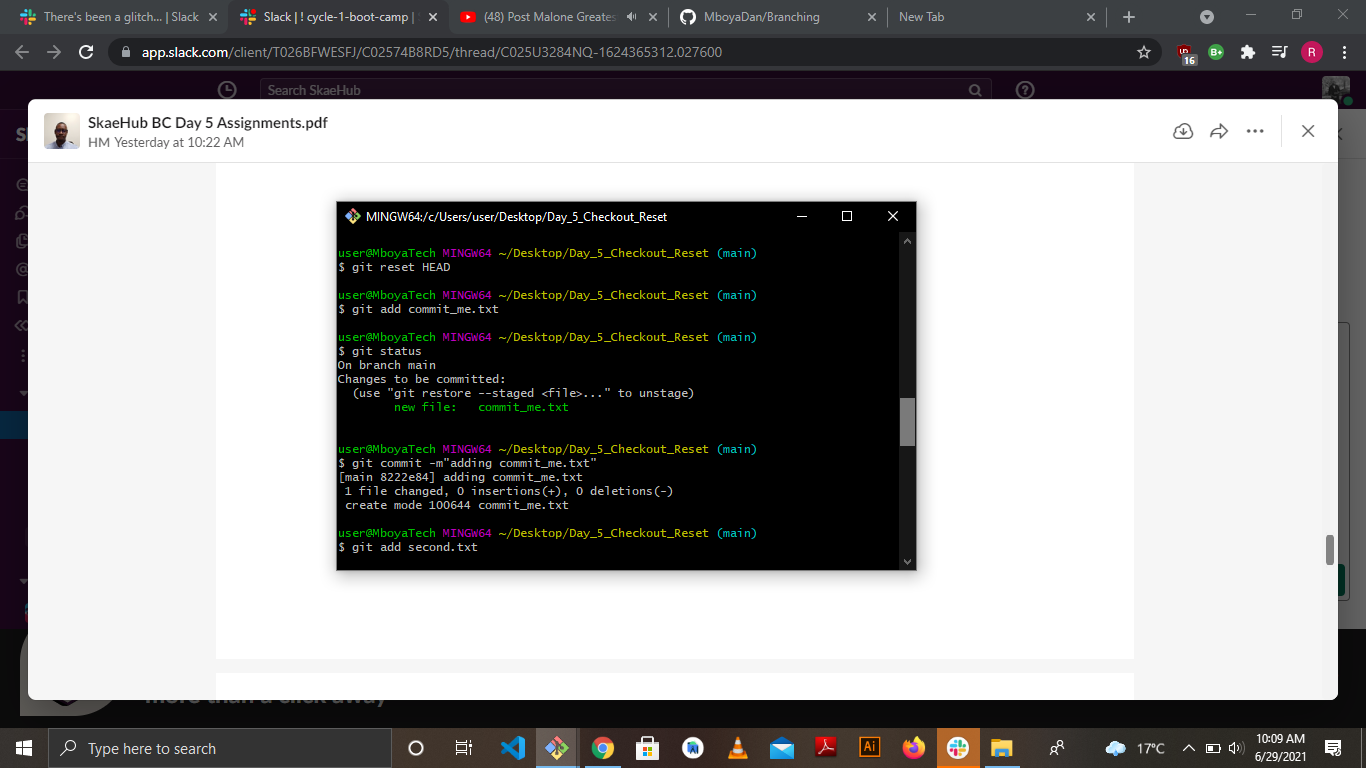 There's been a glitch... | Slack
Slack | ! cycle-1-boot-camp |
(48) Post Malone Greates
MboyaDan/Branching
New Tab
app.slack.com/client/T026BFWESFJ/C02574B8RD5/thread/C025U3284NQ-1624365312.027600
16
B+
R
Search SkaeHub
SkaeHub BC Day 5 Assignments.pdf
HM Yesterday at 10:22 AM
MINGW64:/c/Users/user/Desktop/Day_5_Checkout_Reset
user@MboyaTech MINGW64 ~/Desktop/Day_5_Checkout_Reset (main)
$ git reset HEAD
user@MboyaTech MINGW64 ~/Desktop/Day_5_Checkout_Reset (main)
$ git add commit_me.txt
user@MboyaTech MINGW64 ~/Desktop/Day_5_Checkout_Reset (main)
$ git status
On branch main
Changes to be committed:
(use "git restore --staged <file>..." to unstage)
new file: commit_me.txt
user@MboyaTech MINGW64 ~/Desktop/Day_5_Checkout_Reset (main)
$ git commit -m"adding commit_me.txt"
[main 8222e84] adding commit_me.txt
1 file changed, 0 insertions(+), 0 deletions(-)
create mode 100644 commit_me.txt
user@MboyaTech MINGW64 ~/Desktop/Day_5_Checkout_Reset (main)
$ git add second.txt
more than a click away
Type here to search
Ai
17°C
10:09 AM
6/29/2021